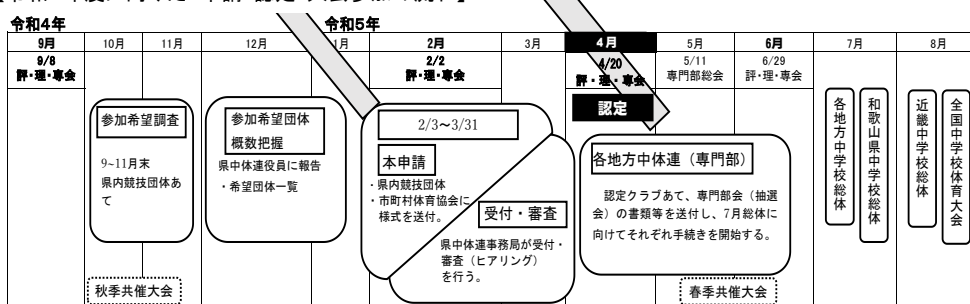 令和4年
令和5年
9月
10月
11月
12月
1月
2月
3月
4月
5月
6月
7月
8月
9/8
評・理・専会
2/2
評・理・専会
4/20
評・理・専会
5/11
専門部総会
6/29
評・理・専会
認定
参加希望調査
9~11月末
県内競技団体あ
て
参加希望団体
概数把握
県中体連役員に報告
・希望団体一覧
2/3～3/31
本申請
・県内競技団体
・市町村体育協会に
様式を送付。
受付・審査
県中体連事務局が受付・
審査（ヒアリング）
を行う。
各地方中体連（専門部）
認定クラブあて、専門部会（抽選
会）の書類等を送付し、7月総体に
向けてそれぞれ手続きを開始する。
各地方中学校総体
和歌山県中学校総体
近畿中学校総体
全国中学校体育大会
秋季共催大会
春季共催大会